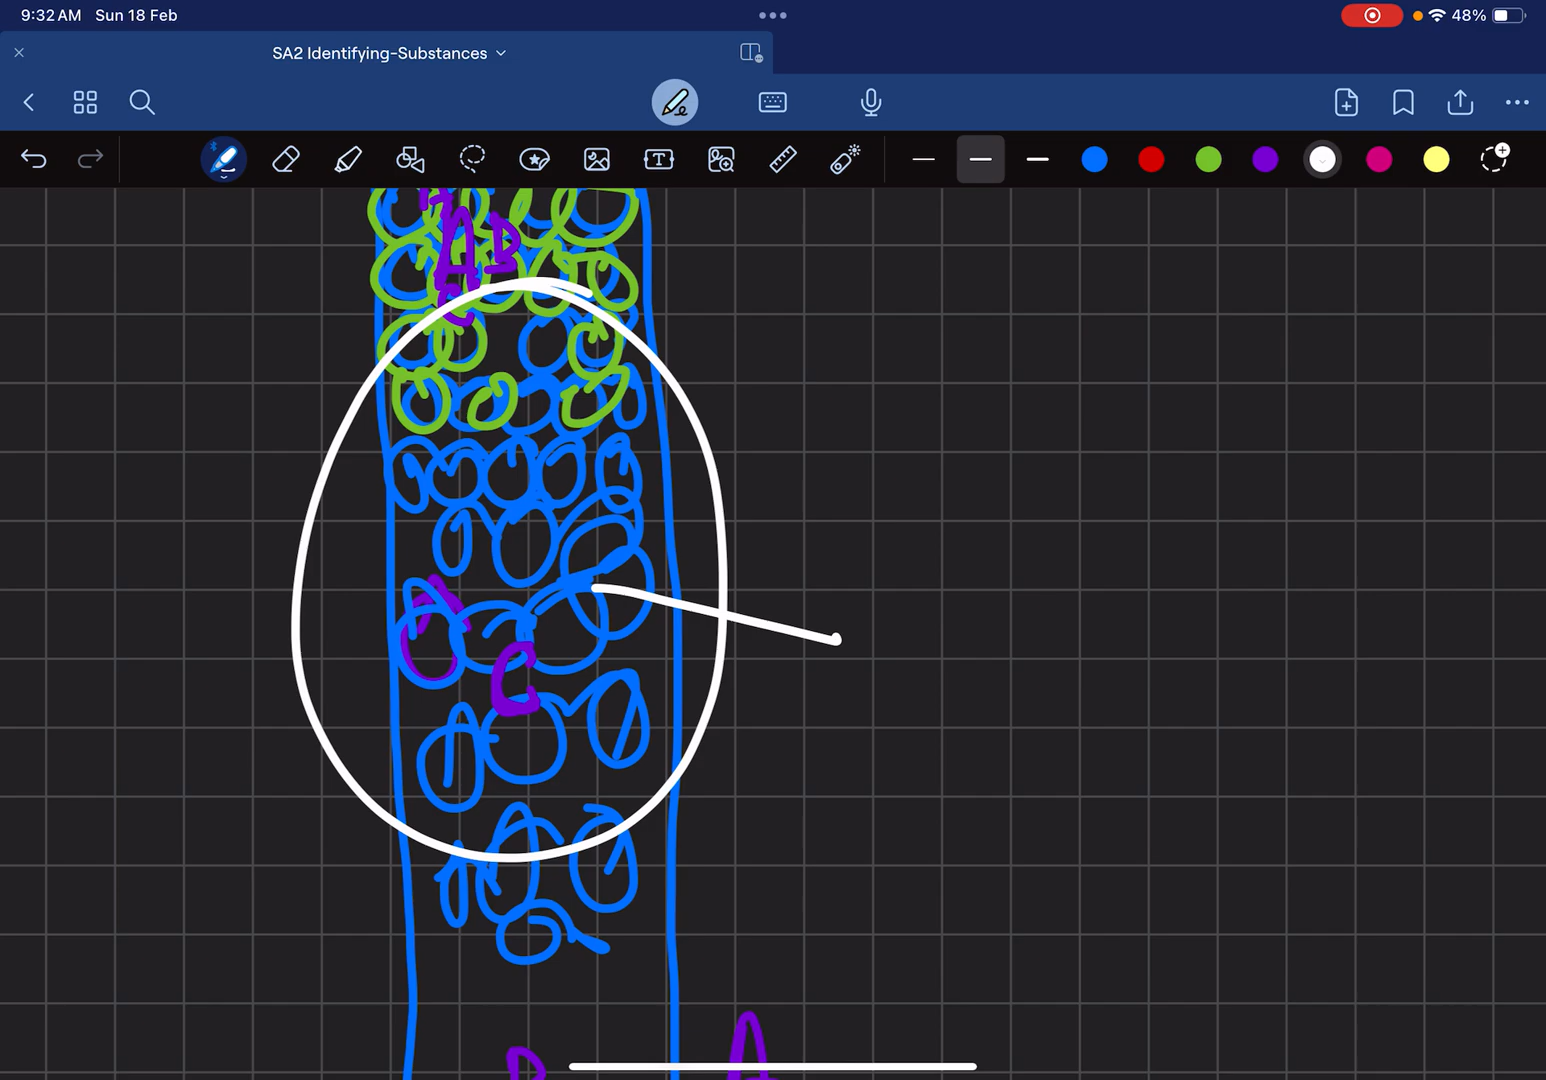 9:32 AM Sun 18 Feb
48%
SA2 Identifying-Substances
T
A B
C
C
A